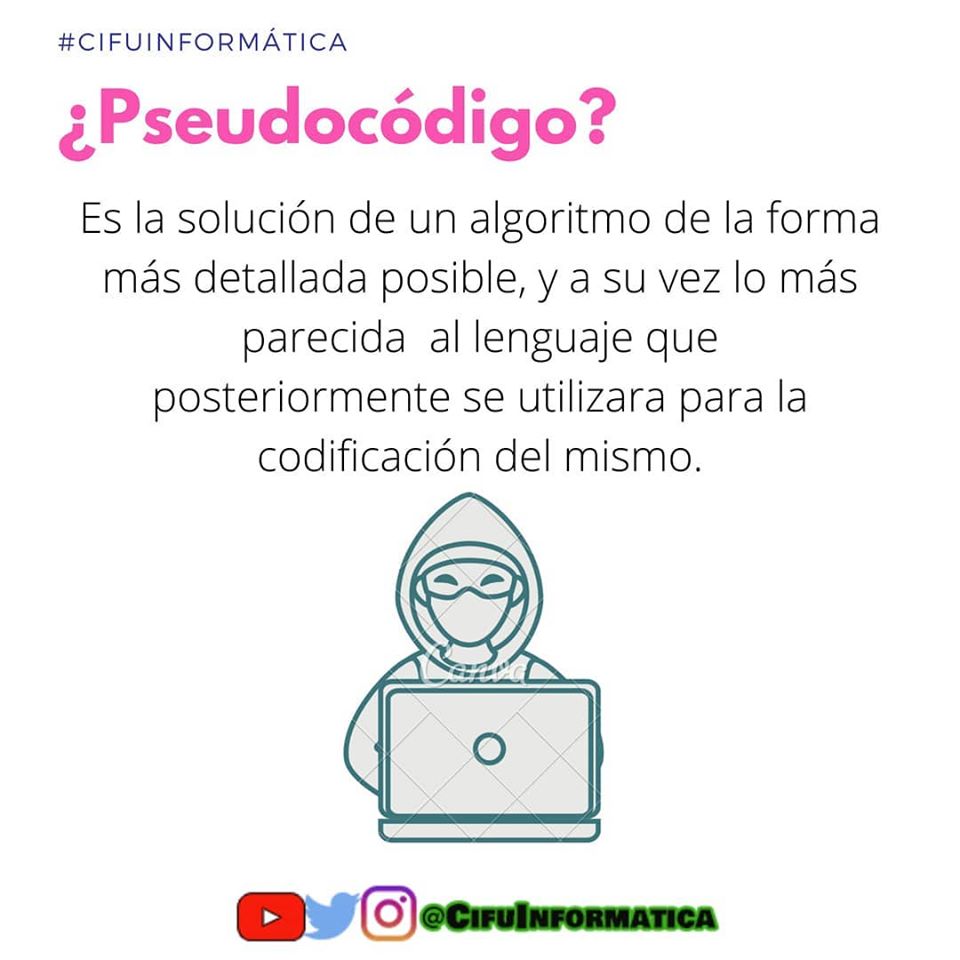 #CIFUINFORMÁTICA
¿Pseudocódigo?
Es la solución de un algoritmo de la forma
más detallada posible, y a su vez lo más
parecida  al lenguaje que
posteriormente se utilizara para la
codificación del mismo.
Canva
@CifuInformatica